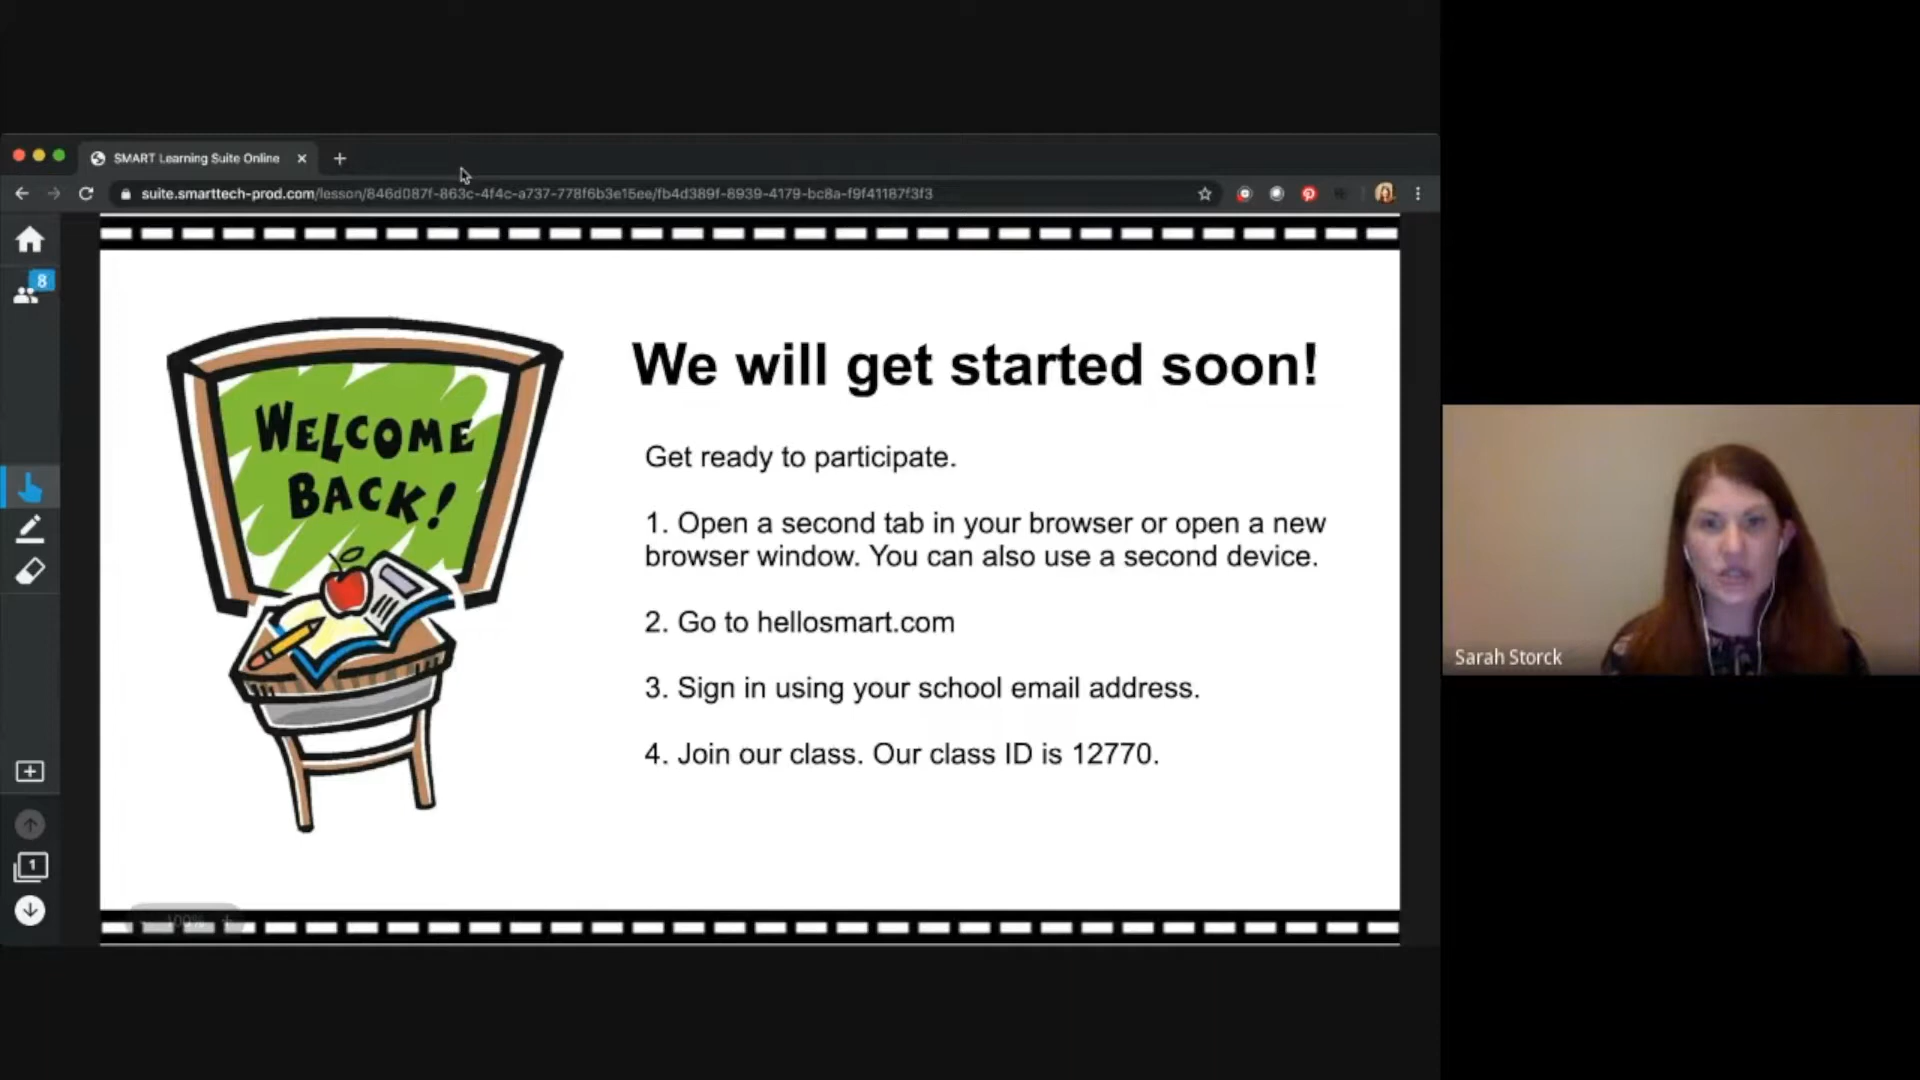 SMART Learning Suite Online
suite.smarttech-prod.com/lesson/846d087f-863c-4f4c-a737-778f6b3e15ee/fb4d389f-8939-4179-bc8a-f9f41187f3f3
8
WELCOME
BACK!
We will get started soon!
Get ready to participate.
1. Open a second tab in your browser or open a new
browser window. You can also use a second device.
2. Go to hellosmart.com
3. Sign in using your school email address.
4. Join our class. Our class ID is 12770.
Sarah Storck
1
100%